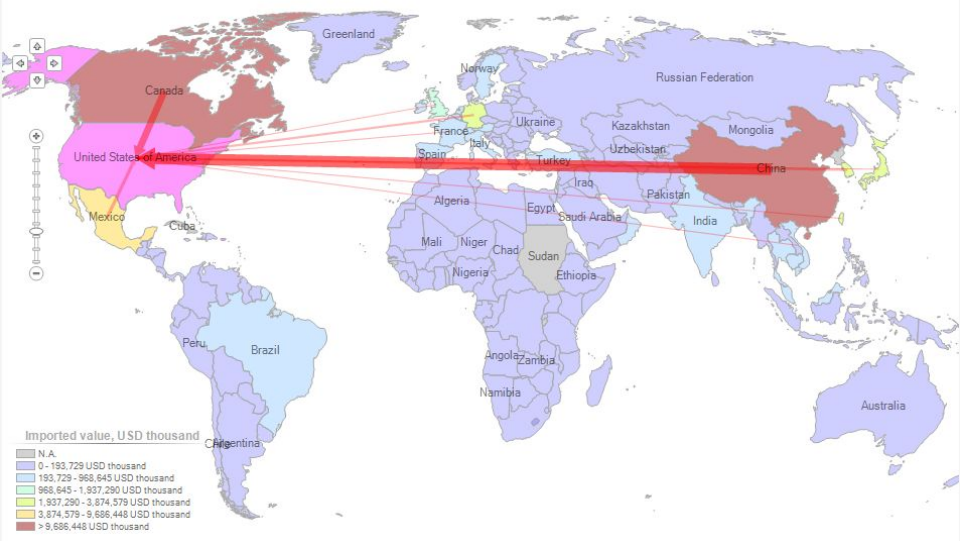 Greenland
Norway
Russian Federation
Canada
Ukraine
Kazakhstan
Mongolia
France
Italy
Uzbekistan
United States of America
Spain
Turkey
China
Iraq
Pakistan
Algeria
Egypt
Saudi Arabia
India
Mexico
Cuba
Mali
Niger
Chad
Sudan
Nigeria
Ethiopia
Peru
Brazil
Angola
Zambia
Namibia
Australia
Chile
Argentina
Imported value, USD thousand
N.A.
0 - 193,729 USD thousand
193,729 - 968,645 USD thousand
968,645 - 1,937,290 USD thousand
1,937,290 - 3,874,579 USD thousand
3,874,579 - 9,686,448 USD thousand
> 9,686,448 USD thousand